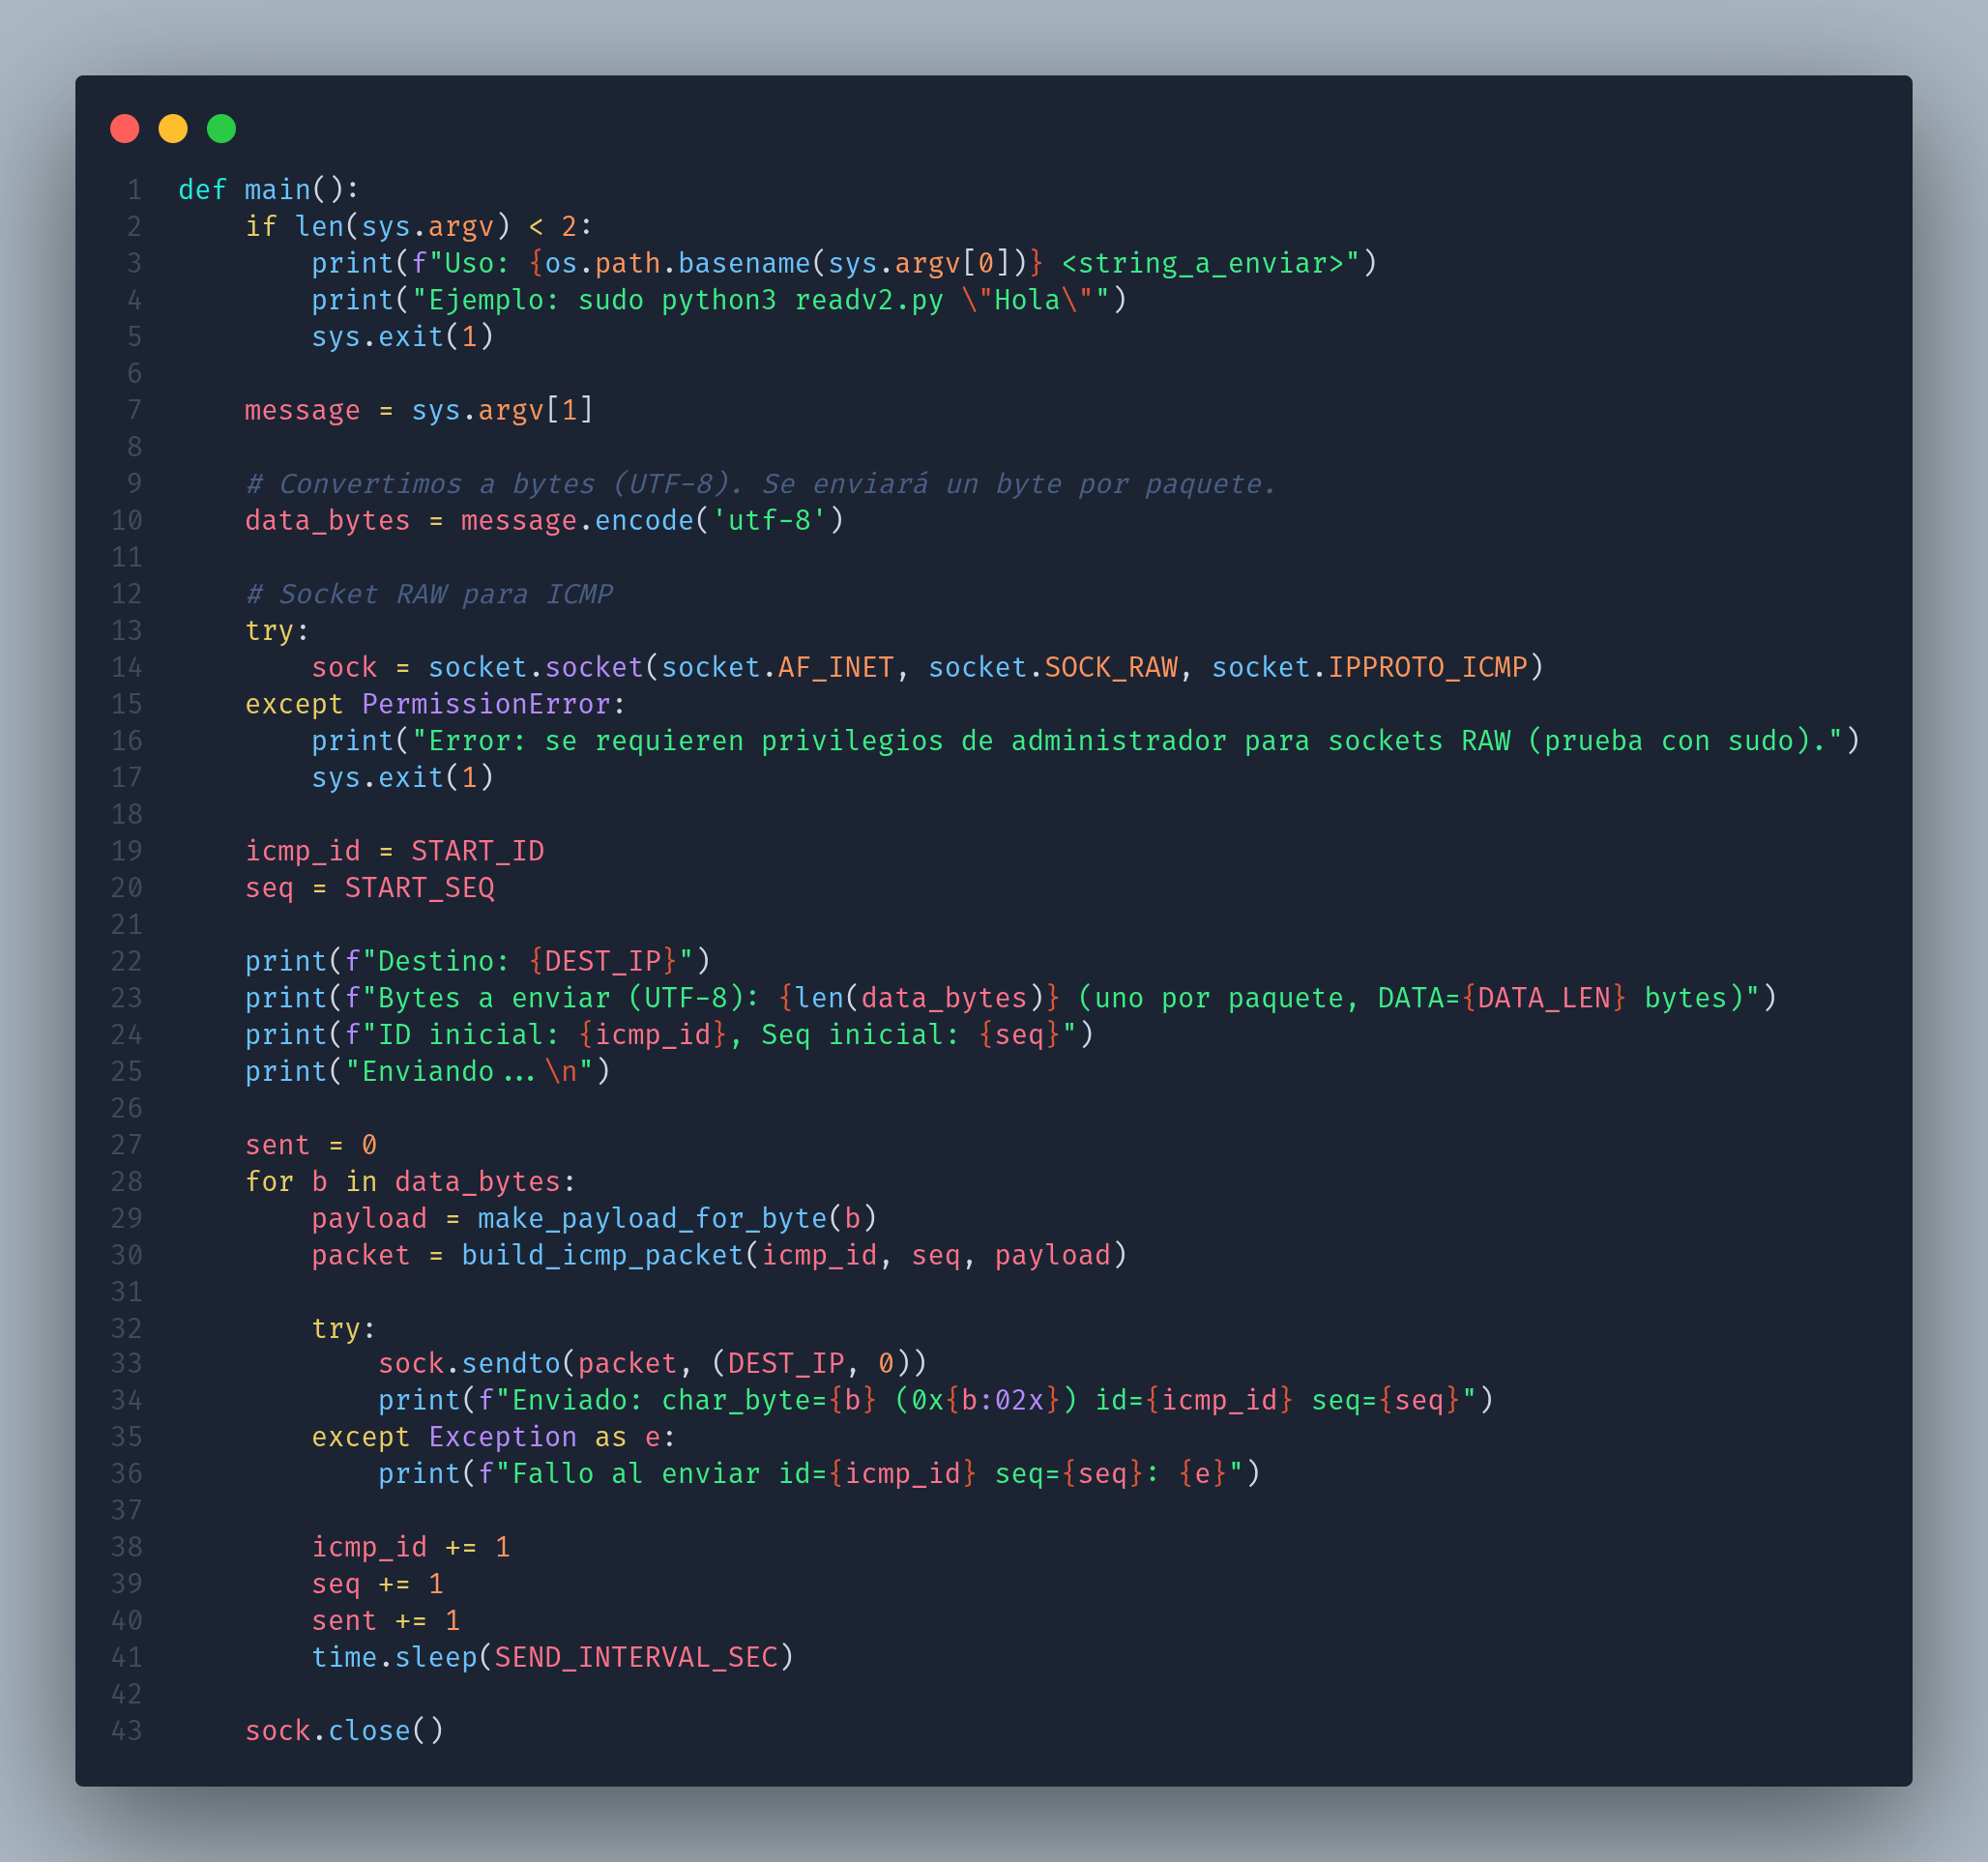 1 def main():
2     if len(sys.argv) < 2:
3         print(f"Uso: {os.path.basename(sys.argv[0])} <string_a_enviar>")
4         print("Ejemplo: sudo python3 readv2.py \"Hola\"")
5         sys.exit(1)
6
7     message = sys.argv[1]
8
9     # Convertimos a bytes (UTF-8). Se enviará un byte por paquete.
10     data_bytes = message.encode('utf-8')
11
12     # Socket RAW para ICMP
13     try:
14         sock = socket.socket(socket.AF_INET, socket.SOCK_RAW, socket.IPPROTO_ICMP)
15     except PermissionError:
16         print("Error: se requieren privilegios de administrador para sockets RAW (prueba con sudo).")
17         sys.exit(1)
18
19     icmp_id = START_ID
20     seq = START_SEQ
21
22     print(f"Destino: {DEST_IP}")
23     print(f"Bytes a enviar (UTF-8): {len(data_bytes)} (uno por paquete, DATA={DATA_LEN} bytes)")
24     print(f"ID inicial: {icmp_id}, Seq inicial: {seq}")
25     print("Enviando...\n")
26
27     sent = 0
28     for b in data_bytes:
29         payload = make_payload_for_byte(b)
30         packet = build_icmp_packet(icmp_id, seq, payload)
31
32         try:
33             sock.sendto(packet, (DEST_IP, 0))
34             print(f"Enviado: char_byte={b} (0x{b:02x}) id={icmp_id} seq={seq}")
35         except Exception as e:
36             print(f"Fallo al enviar id={icmp_id} seq={seq}: {e}")
37
38         icmp_id += 1
39         seq += 1
40         sent += 1
41         time.sleep(SEND_INTERVAL_SEC)
42
43     sock.close()